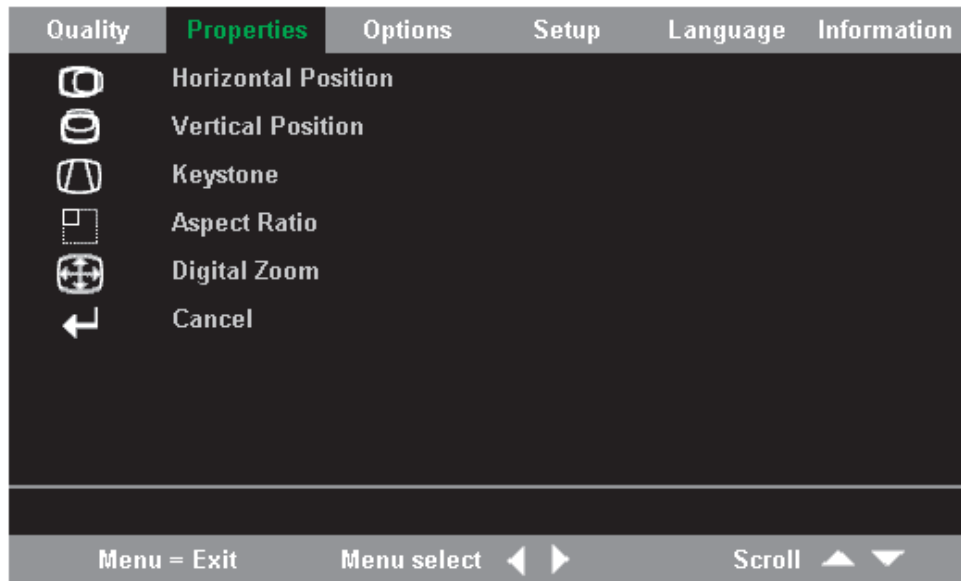 Quality Properties Options Setup Language Information
Horizontal Position
Vertical Position
Keystone
Aspect Ratio
Digital Zoom
Cancel
Menu = Exit Menu select Scroll